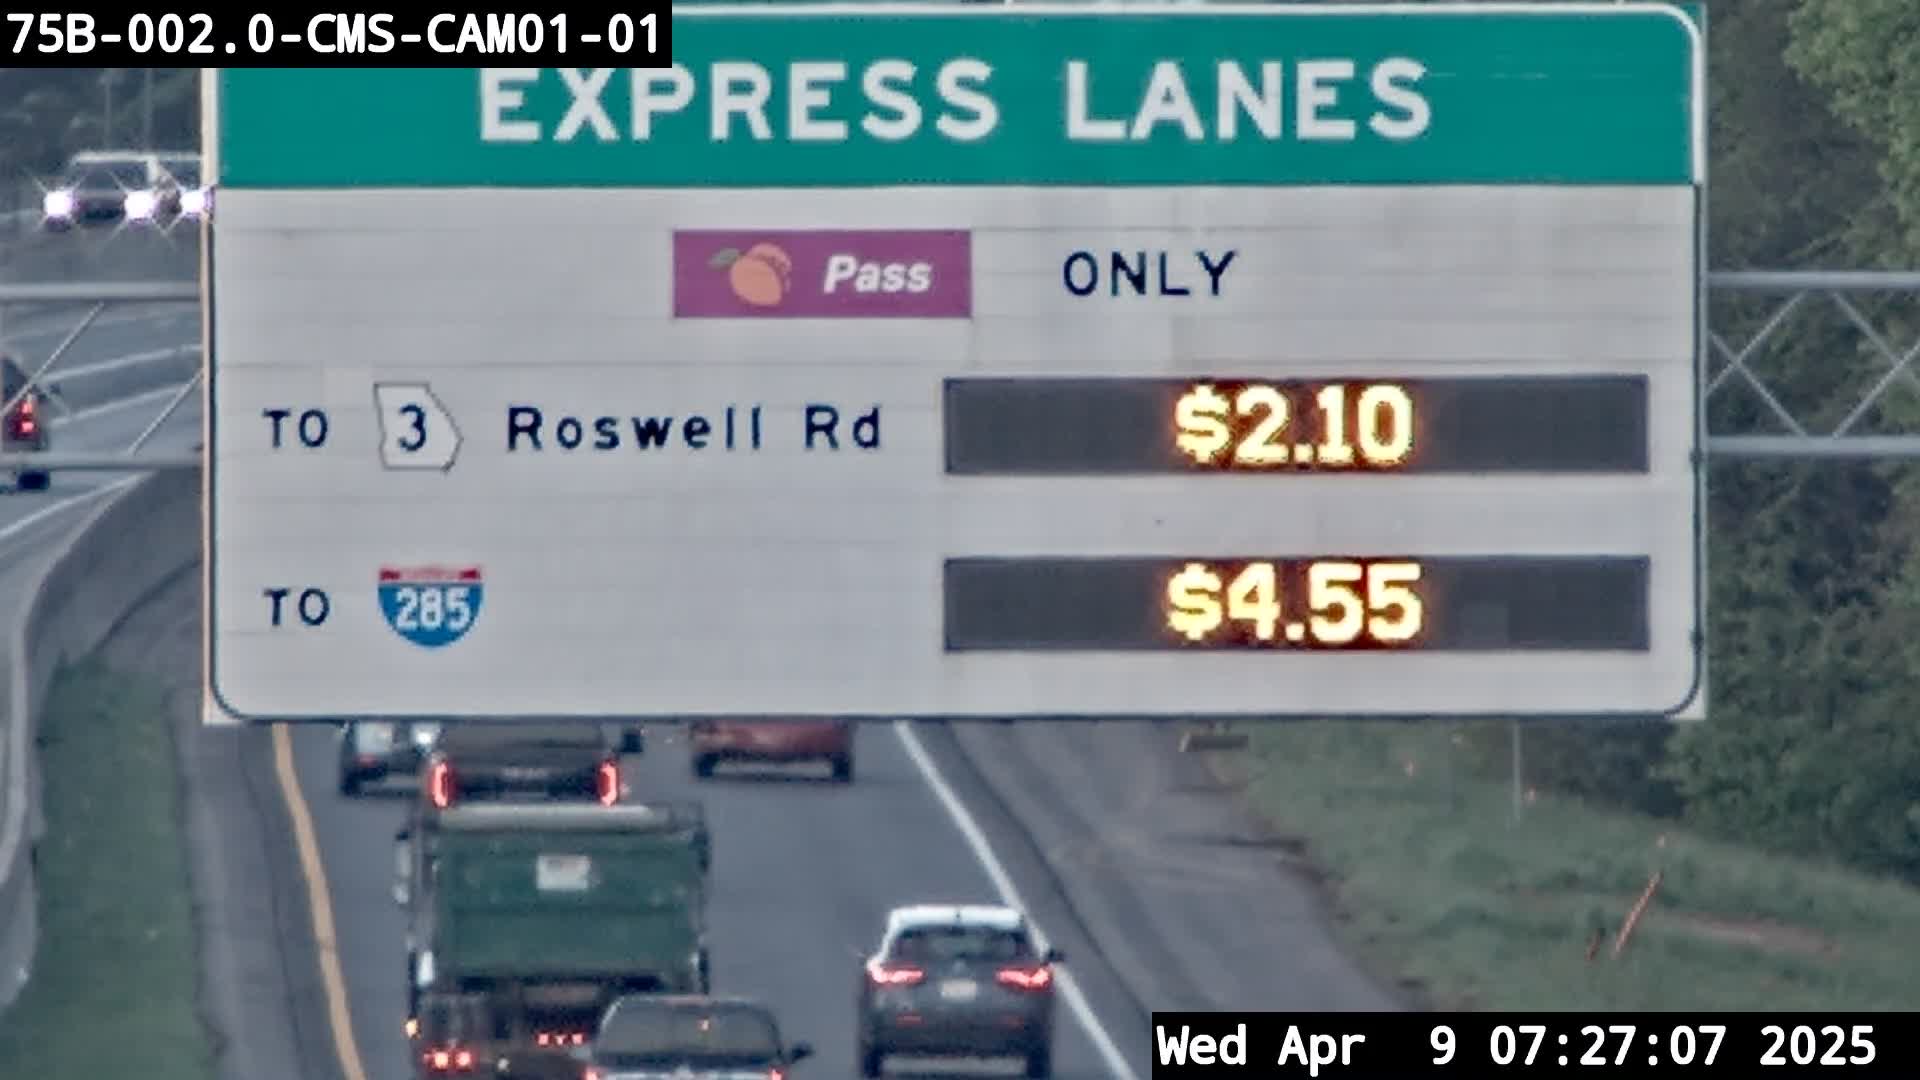 75B-002.0-CMS-CAM01-01
EXPRESS LANES
Pass ONLY
TO 3 Roswell Rd $2.10
TO 285 $4.55
Wed Apr 9 07:27:07 2025